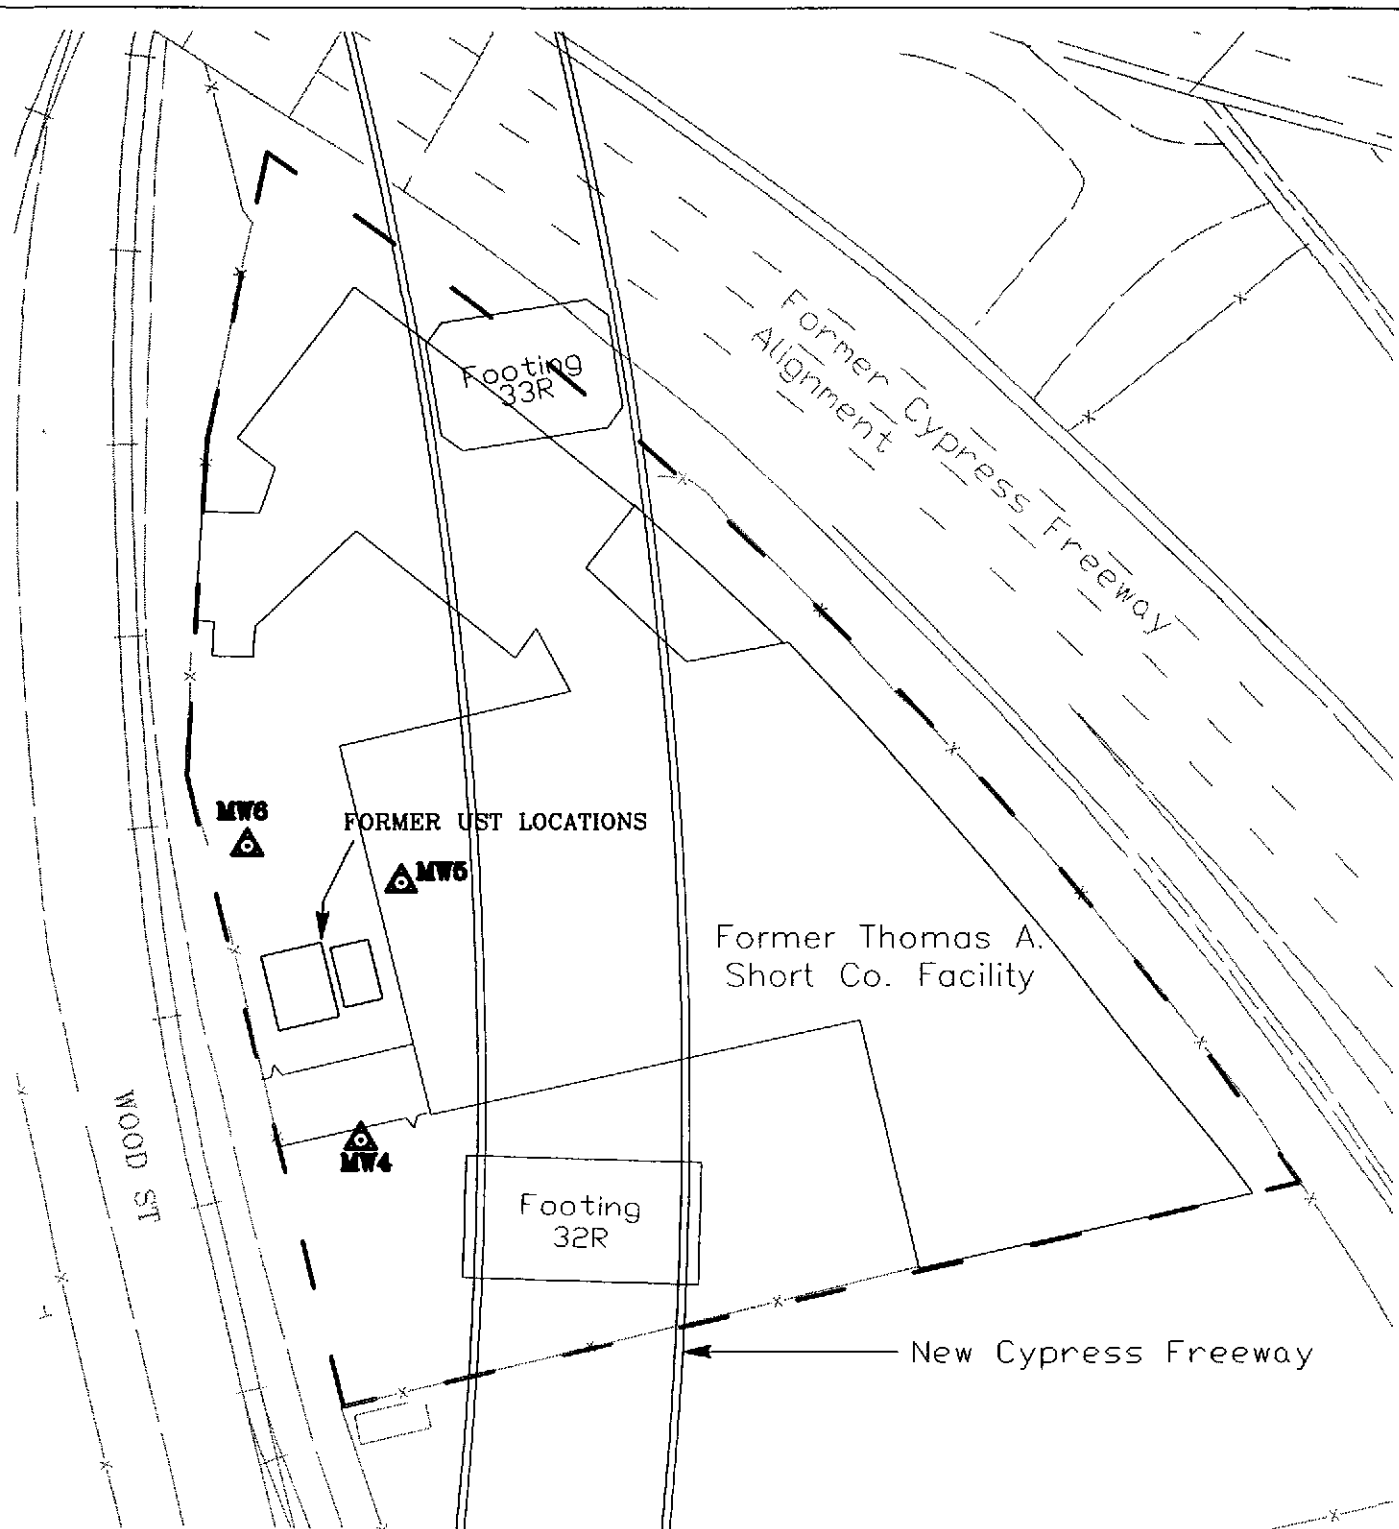 Footing
33R
Former Cypress Freeway
Alignment
MW6
FORMER UST LOCATIONS
MW5
Former Thomas A.
Short Co. Facility
WOOD ST
MW4
Footing
32R
New Cypress Freeway